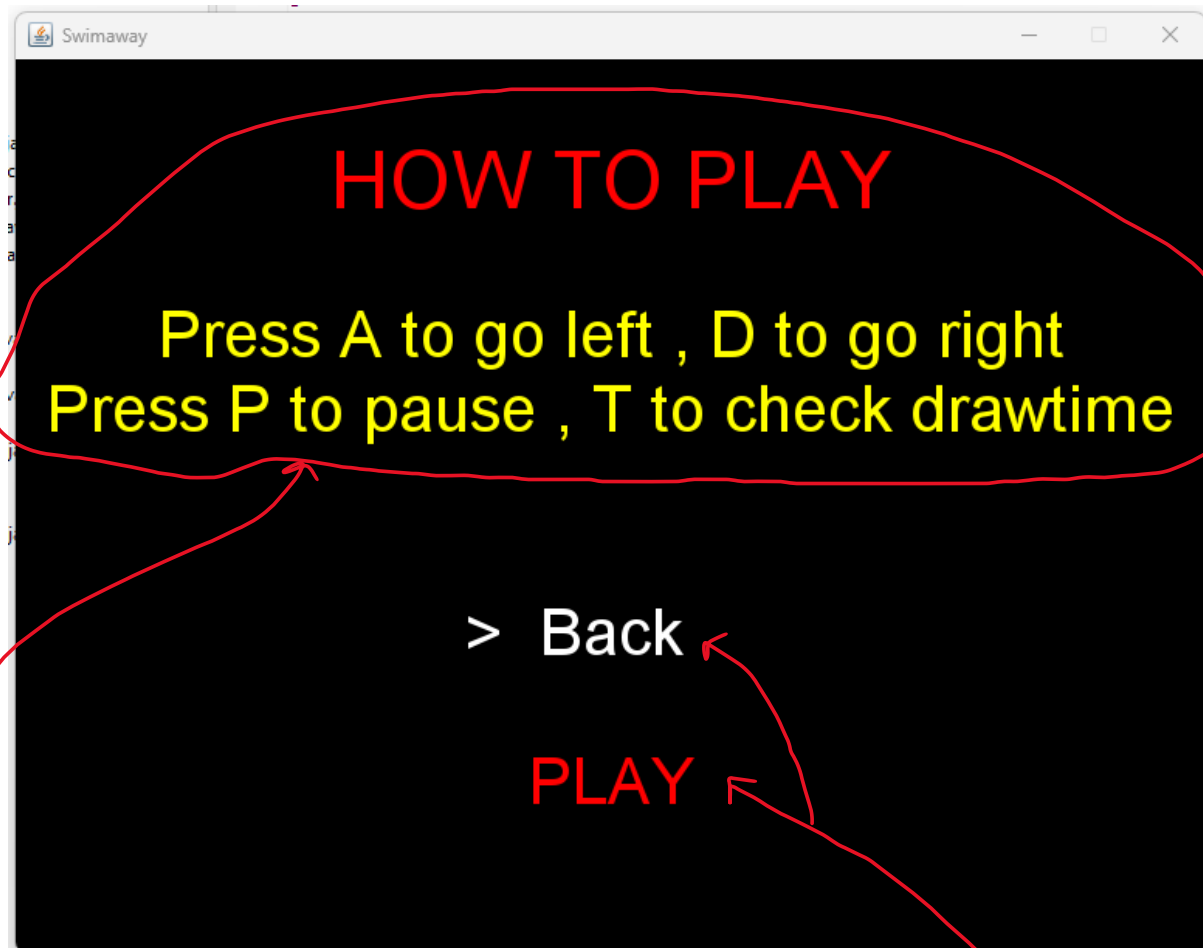 Swimaway
HOW TO PLAY
Press A to go left , D to go right
Press P to pause , T to check drawtime
> Back
PLAY